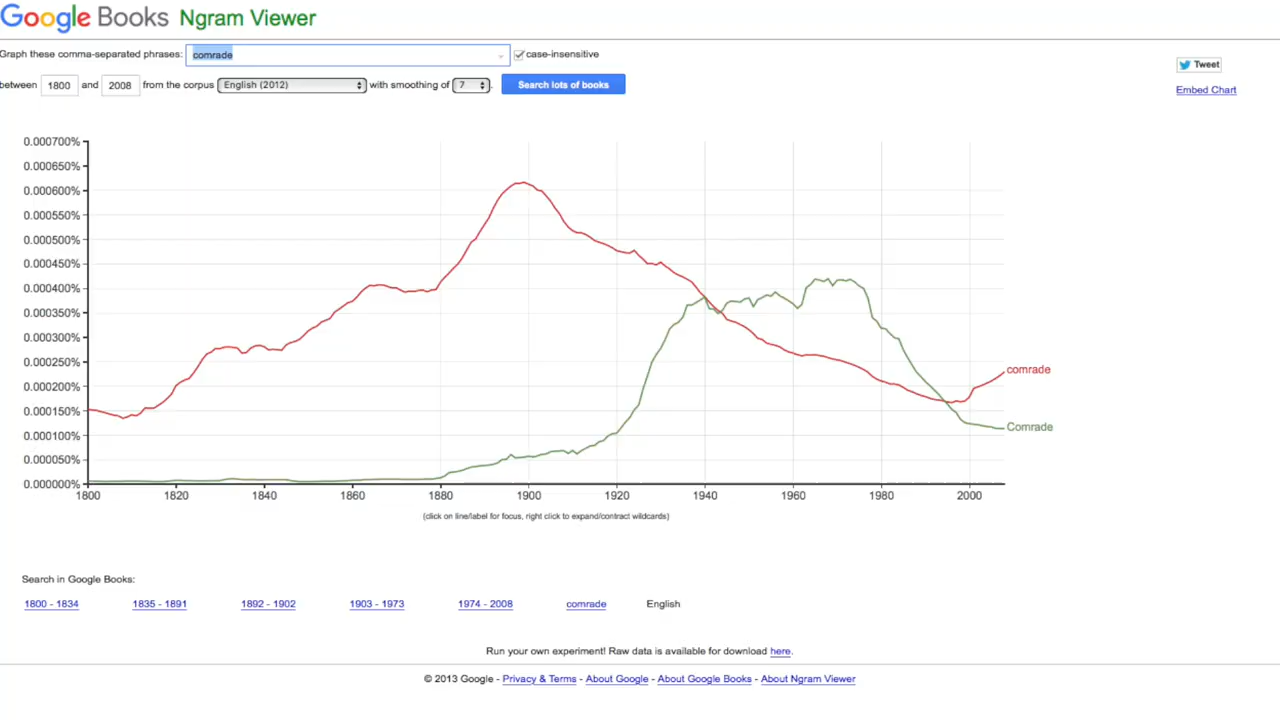 Google Books Ngram Viewer
Graph these comma-separated phrases: comrade case-insensitive
between 1800 and 2008 from the corpus English (2012) with smoothing of 7 . Search lots of books
Tweet
Embed Chart
0.000700%
0.000650%
0.000600%
0.000550%
0.000500%
0.000450%
0.000400%
0.000350%
0.000300%
0.000250%
0.000200%
0.000150%
0.000100%
0.000050%
0.000000%
comrade
Comrade
1800 1820 1840 1860 1880 1900 1920 1940 1960 1980 2000
(click on line/label for focus, right click to expand/contract wildcards)
Search in Google Books:
1800 - 1834 1835 - 1891 1892 - 1902 1903 - 1973 1974 - 2008 comrade English
Run your own experiment! Raw data is available for download here.
© 2013 Google - Privacy & Terms - About Google - About Google Books - About Ngram Viewer